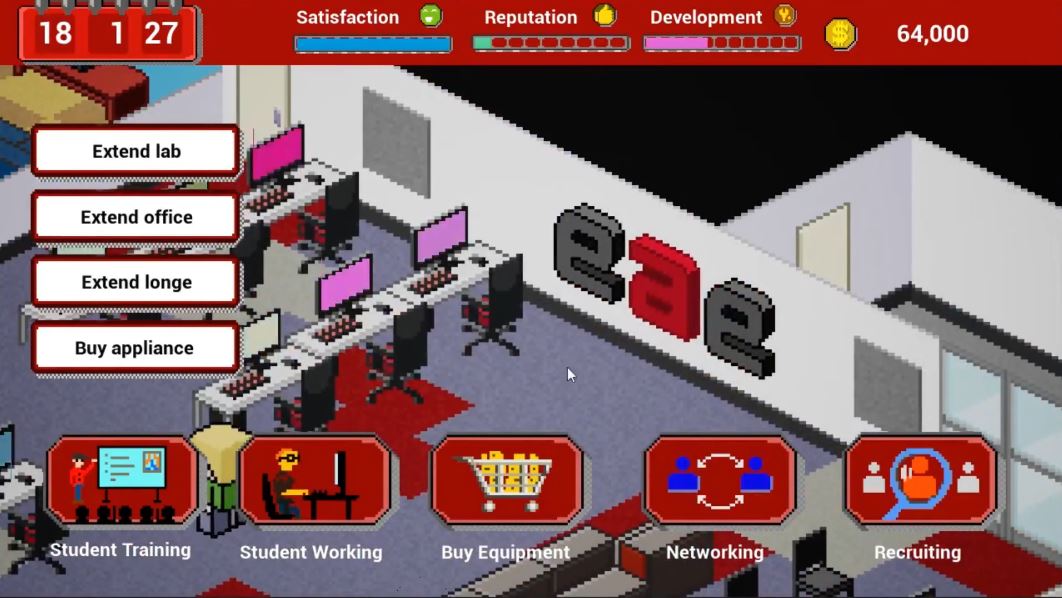 18 1 27
Satisfaction
Reputation
Development
64,000
Extend lab
Extend office
Extend longe
Buy appliance
eae
Student Training
Student Working
Buy Equipment
Networking
Recruiting